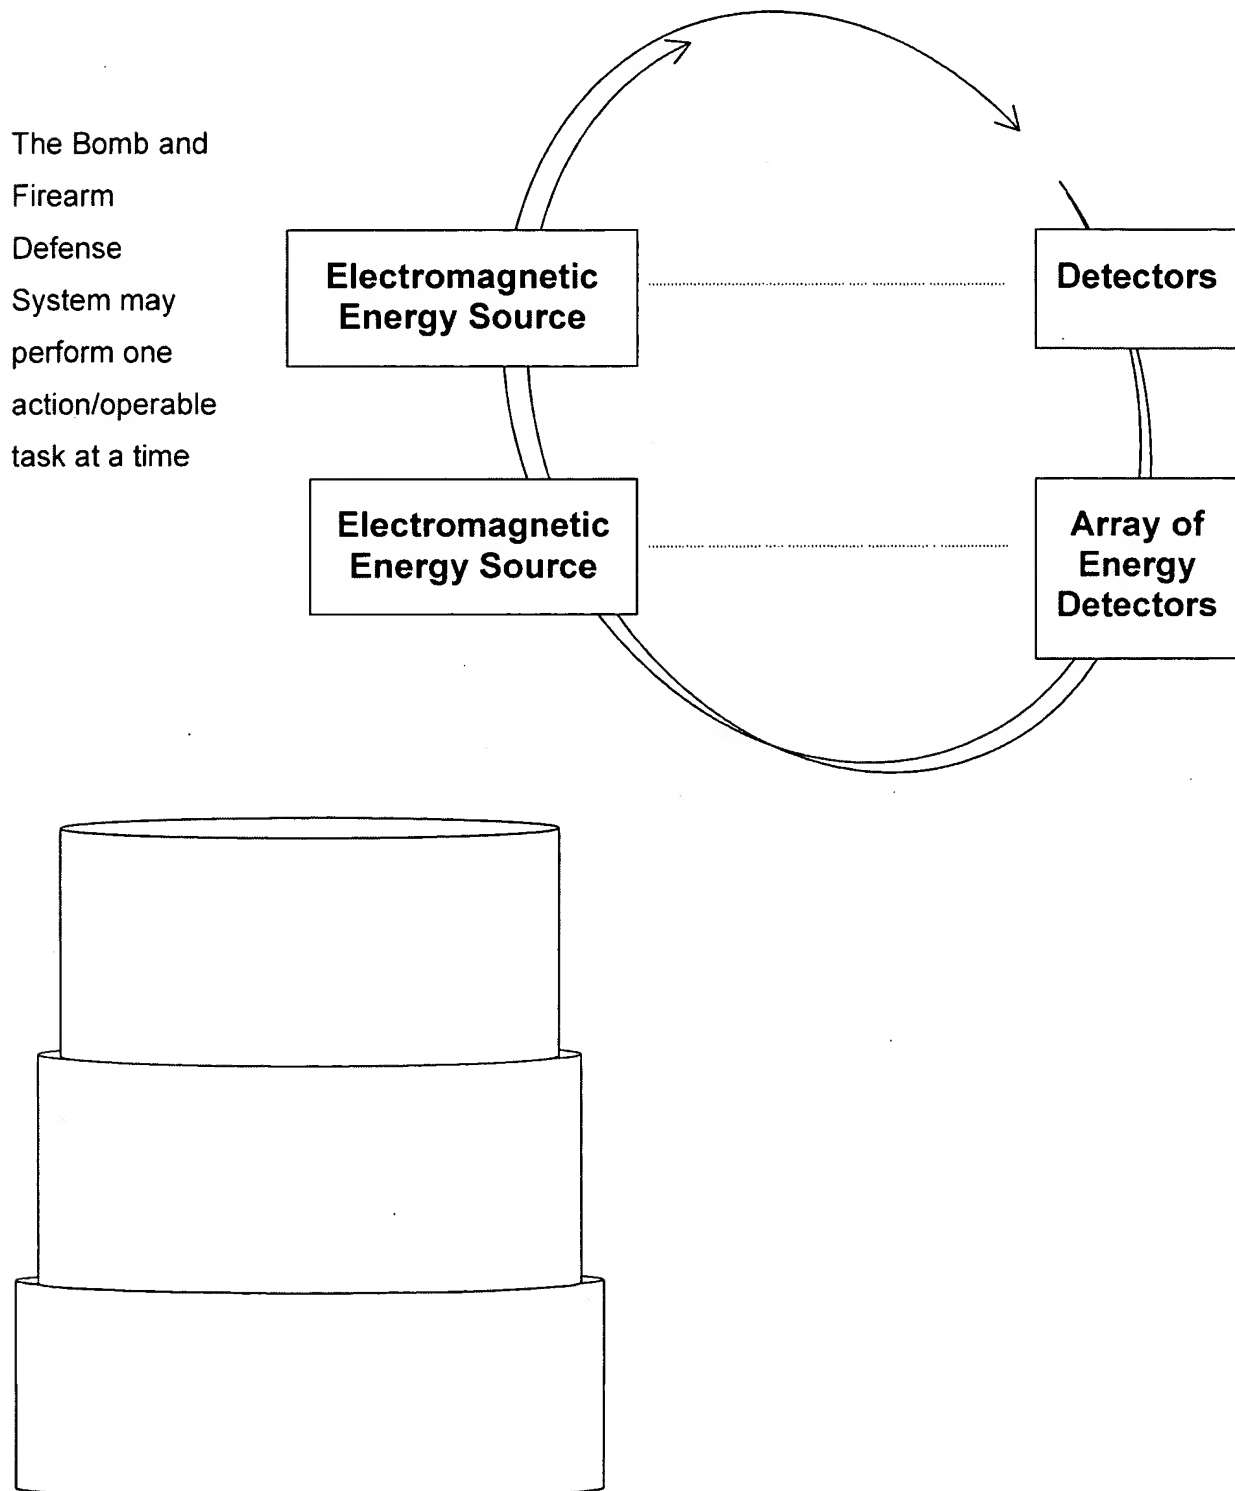 The Bomb and
Firearm
Defense
System may
perform one
action/operable
task at a time
Electromagnetic
Energy Source
Detectors
Electromagnetic
Energy Source
Array of
Energy
Detectors